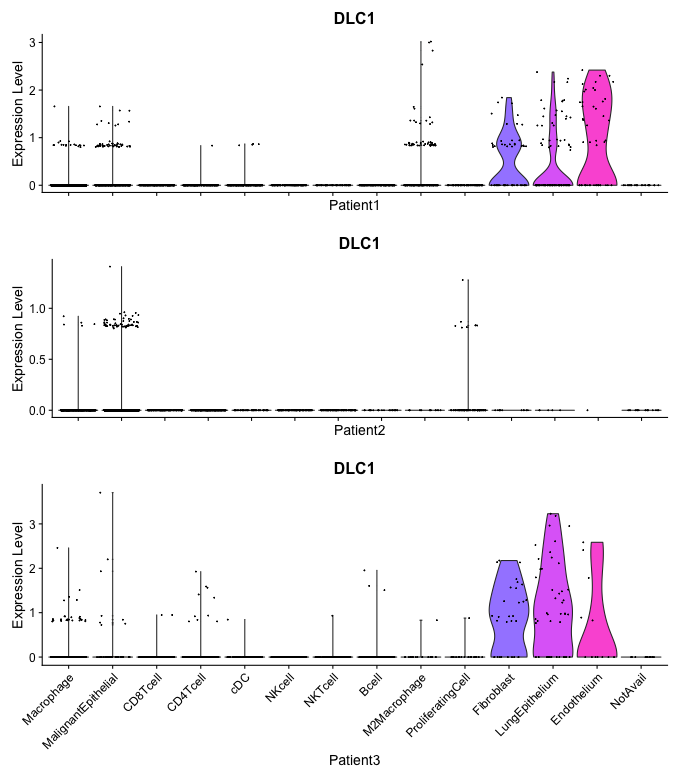 DLC1
Expression Level
3
2
1
0
Patient1
DLC1
Expression Level
1.0
0.5
0.0
Patient2
DLC1
Expression Level
3
2
1
0
Macrophage
MalignantEpithelial
CD8Tcell
CD4Tcell
cDC
NKcell
NKTcell
Bcell
M2Macrophage
ProliferatingCell
Fibroblast
LungEpithelium
Endothelium
NotAvail
Patient3